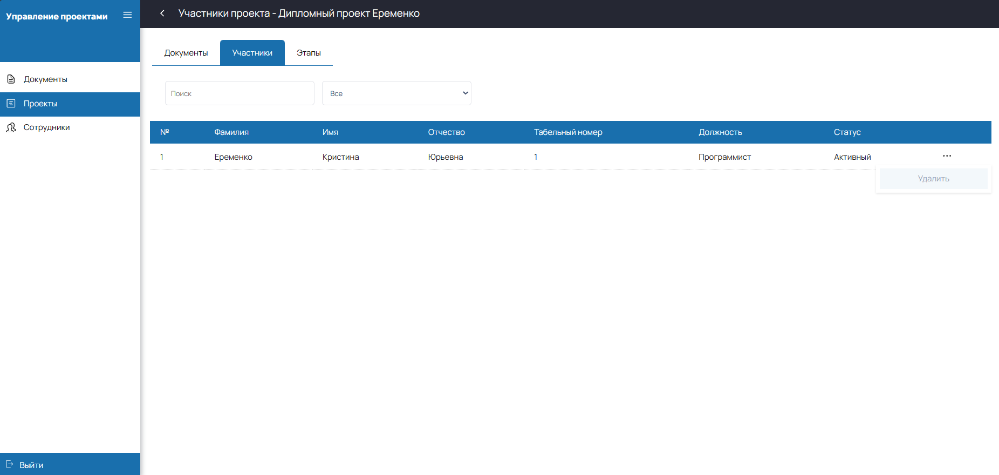 Управление проектами
Участники проекта - Дипломный проект Еременко
Документы
Проекты
Сотрудники
Выйти
Документы Участники Этапы
Поиск Все
№ Фамилия Имя Отчество Табельный номер Должность Статус
1 Еременко Кристина Юрьевна 1 Программист Активный ...
Удалить